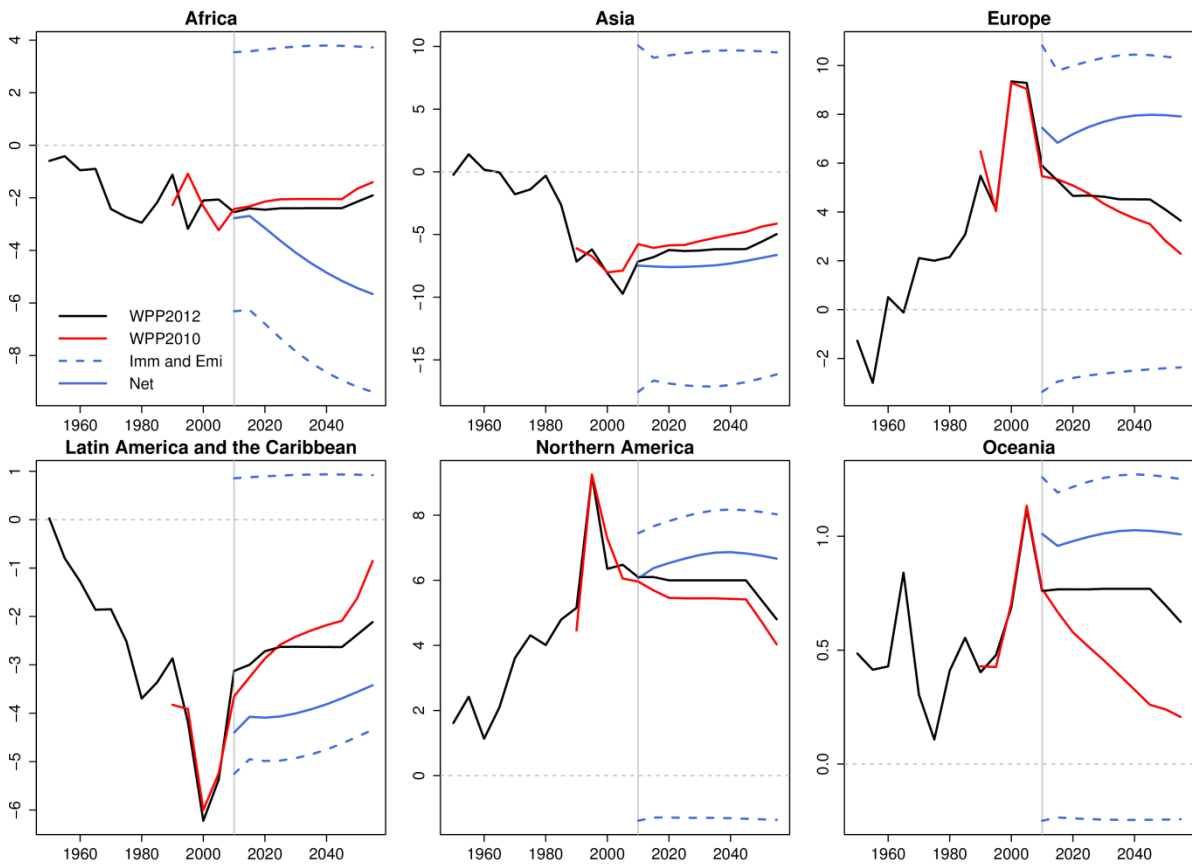 Africa
4
2
0
-2
-4
-6
-8
WPP2012
WPP2010
Imm and Emi
Net
1960 1980 2000 2020 2040
Asia
10
5
0
-5
-10
-15
1960 1980 2000 2020 2040
Europe
10
8
6
4
2
0
-2
1960 1980 2000 2020 2040
Latin America and the Caribbean
1
0
-1
-2
-3
-4
-5
-6
1960 1980 2000 2020 2040
Northern America
8
6
4
2
0
1960 1980 2000 2020 2040
Oceania
1.0
0.5
0.0
1960 1980 2000 2020 2040